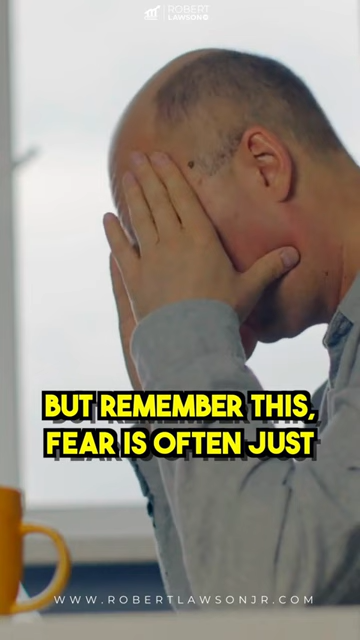 ROBERT
LAWSON JR
BUT REMEMBER THIS,
FEAR IS OFTEN JUST
WWW.ROBERTLAWSONJR.COM